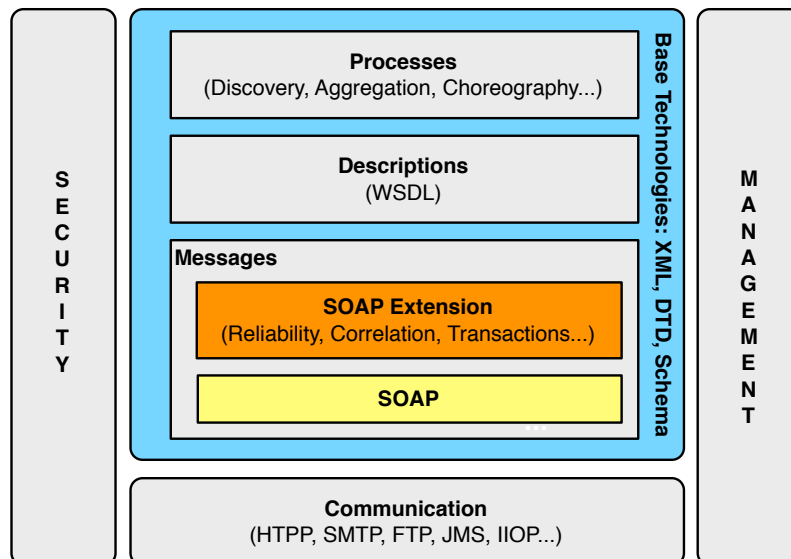 SECURITY
Processes
(Discovery, Aggregation, Choreography...)
Descriptions
(WSDL)
Messages
SOAP Extension
(Reliability, Correlation, Transactions...)
SOAP
...
Base Technologies: XML, DTD, Schema
MANAGEMENT
Communication
(HTPP, SMTP, FTP, JMS, IIOP...)